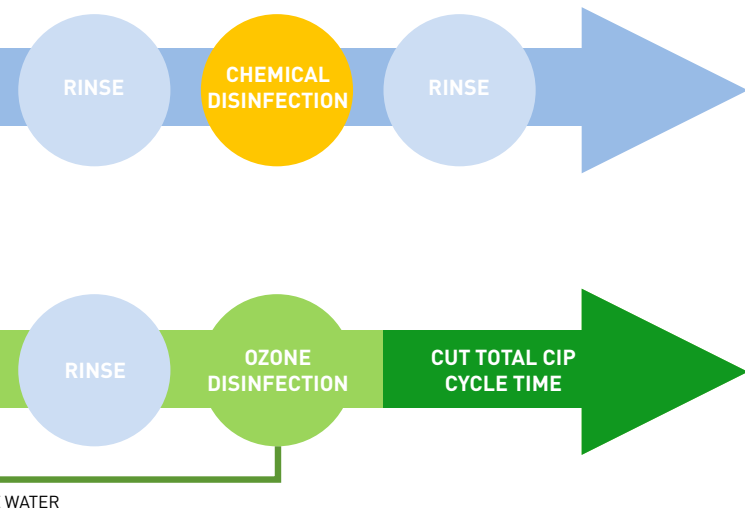 RINSE
CHEMICAL
DISINFECTION
RINSE
RINSE
OZONE
DISINFECTION
CUT TOTAL CIP
CYCLE TIME
WATER